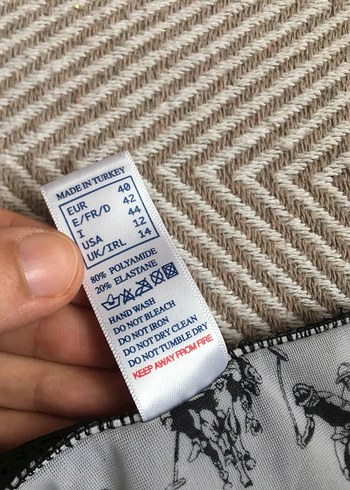 MADE IN TURKEY
EUR 40
E/FR/D 42
I 44
USA 12
UK/IRL 14
80% POLYAMIDE
20% ELASTANE
HAND WASH
DO NOT BLEACH
DO NOT IRON
DO NOT DRY CLEAN
DO NOT TUMBLE DRY
KEEP AWAY FROM FIRE